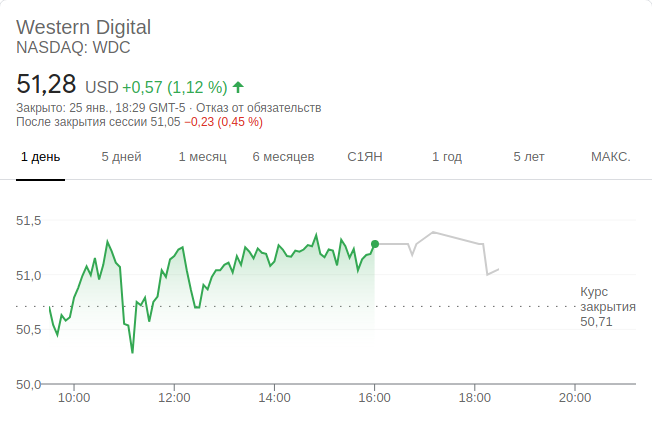 Western Digital
NASDAQ: WDC
51,28 USD +0,57 (1,12 %)
Закрыто: 25 янв., 18:29 GMT-5 · Отказ от обязательств
После закрытия сессии 51,05 −0,23 (0,45 %)
1 день 5 дней 1 месяц 6 месяцев С1ЯН 1 год 5 лет МАКС.
51,5
51,0
Курс
закрытия
50,71
50,5
50,0
10:00 12:00 14:00 16:00 18:00 20:00